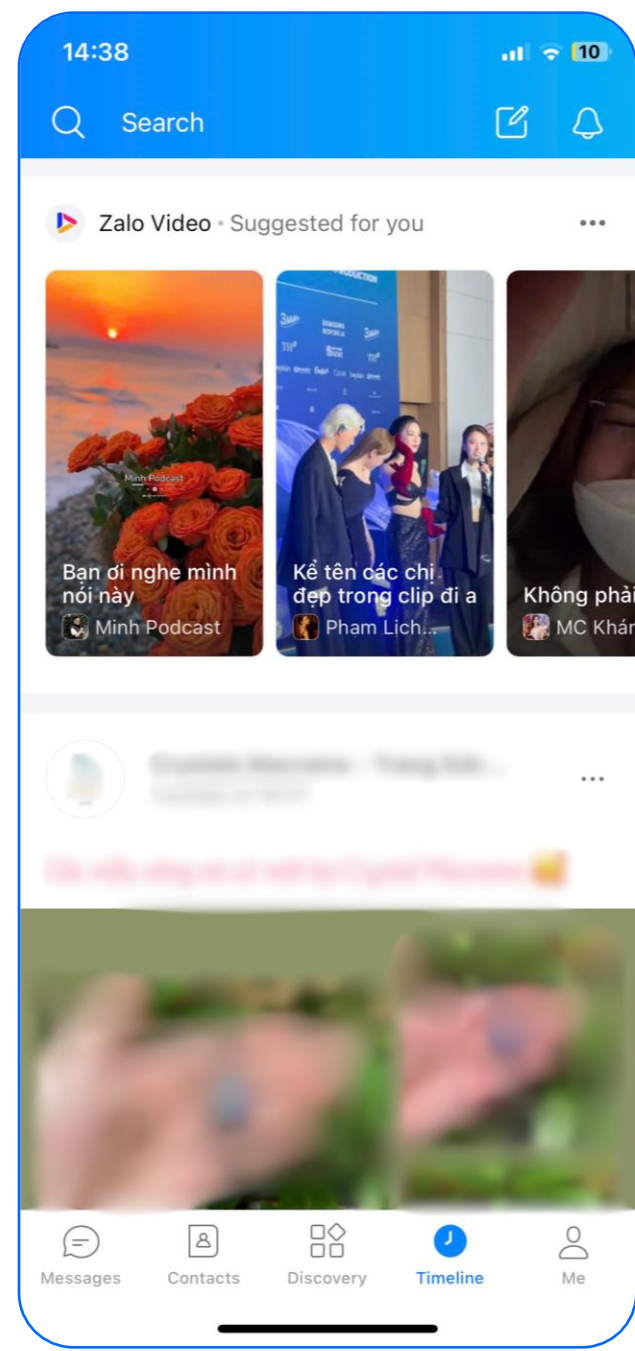 14:38
10
Search
Zalo Video · Suggested for you
PRODUCTION
Minh Podcast
Bạn ơi nghe mình
nói này
Minh Podcast
Kể tên các chị
đẹp trong clip đi ạ
Pham Lich...
Không phải
MC Khán
Messages
Contacts
Discovery
Timeline
Me